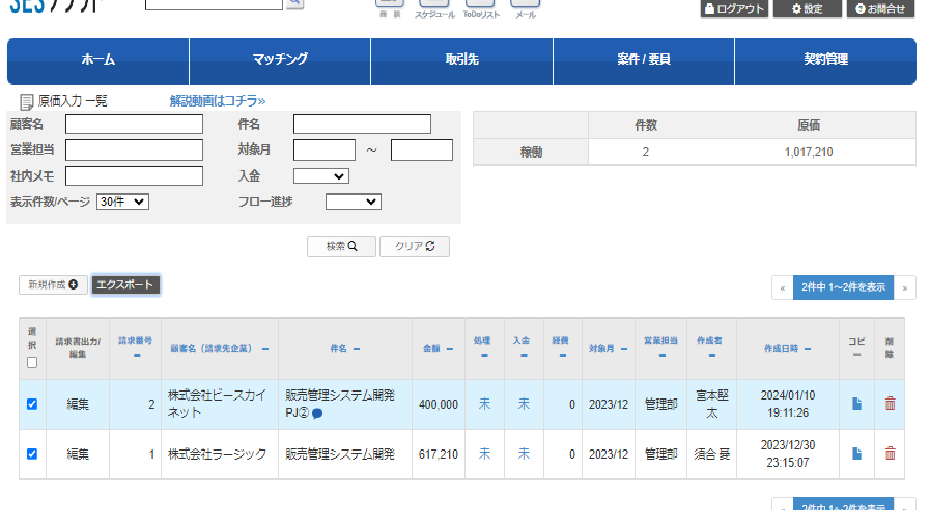 画 談 スケジュール ToDoリスト メール
ログアウト 設定 お問合せ
ホーム マッチング 取引先 案件 / 要員 契約管理
原価入力 一覧 解説動画はコチラ»
顧客名 件名
営業担当 対象月 ～
社内メモ 入金
表示件数/ページ 30件 フロー進捗
件数 原価
稼働 2 1,017,210
検索 クリア
新規作成 エクスポート « 2件中 1～2件を表示 »
選択 請求書出力/編集 請求番号 顧客名（請求先企業） 件名 金額 処理 入金 経費 対象月 営業担当 作成者 作成日時 コピー 削除
編集 2 株式会社ビースカイネット 販売管理システム開発PJ② 400,000 未 未 0 2023/12 管理部 宮本堅太 2024/01/10 19:11:26
編集 1 株式会社ラージック 販売管理システム開発 617,210 未 未 0 2023/12 管理部 須合 憂 2023/12/30 23:15:07
« 2件中 1～2件を表示 »